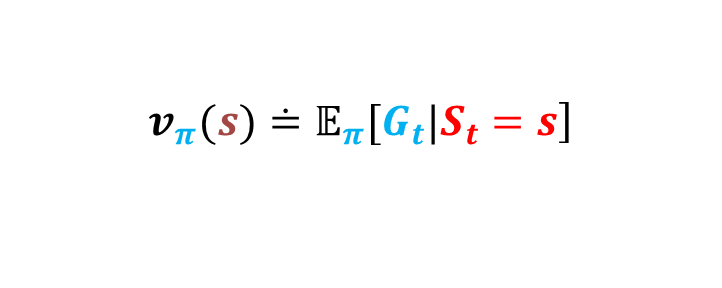 v_π(s) ≐ 𝔼_π[G_t|S_t = s]